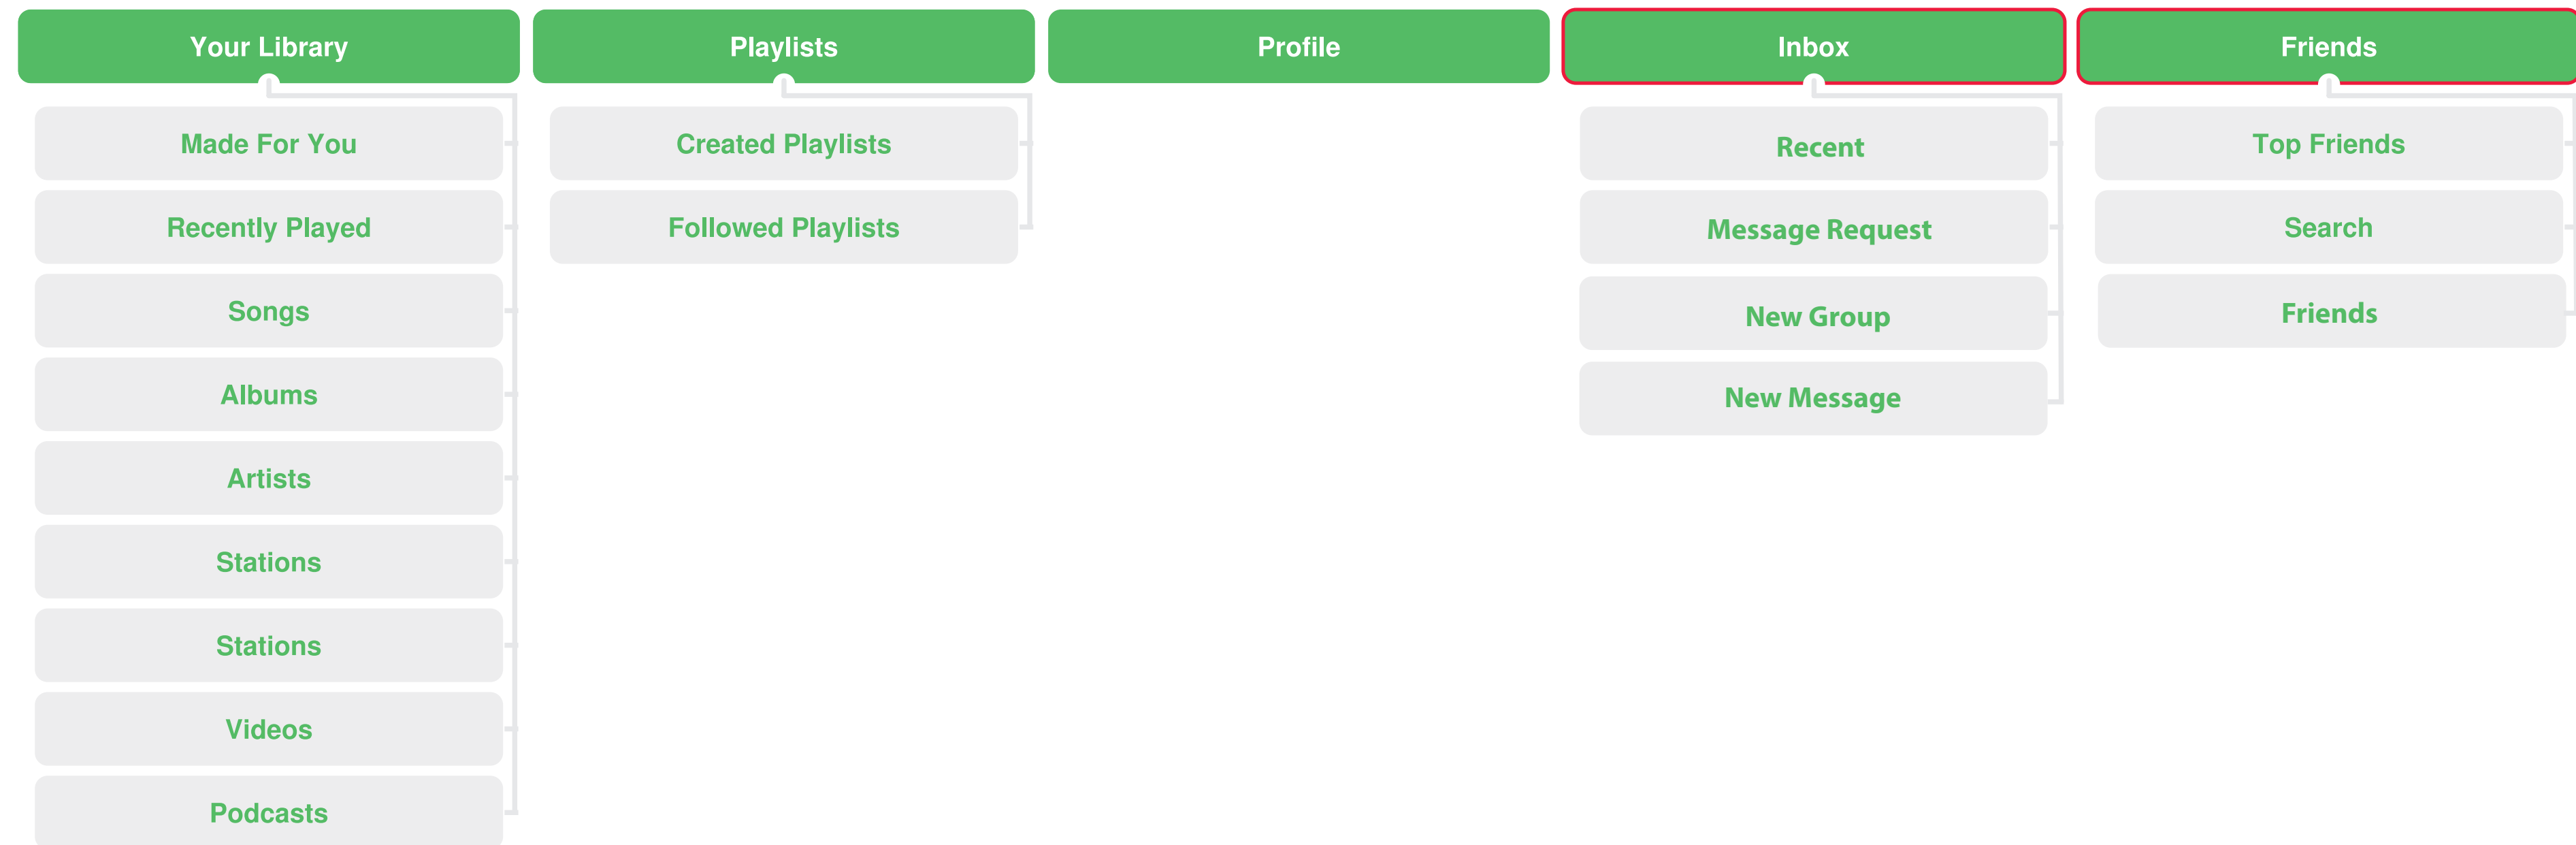 Your Library
Made For You
Recently Played
Songs
Albums
Artists
Stations
Stations
Videos
Podcasts
Playlists
Created Playlists
Followed Playlists
Profile
Inbox
Recent
Message Request
New Group
New Message
Friends
Top Friends
Search
Friends